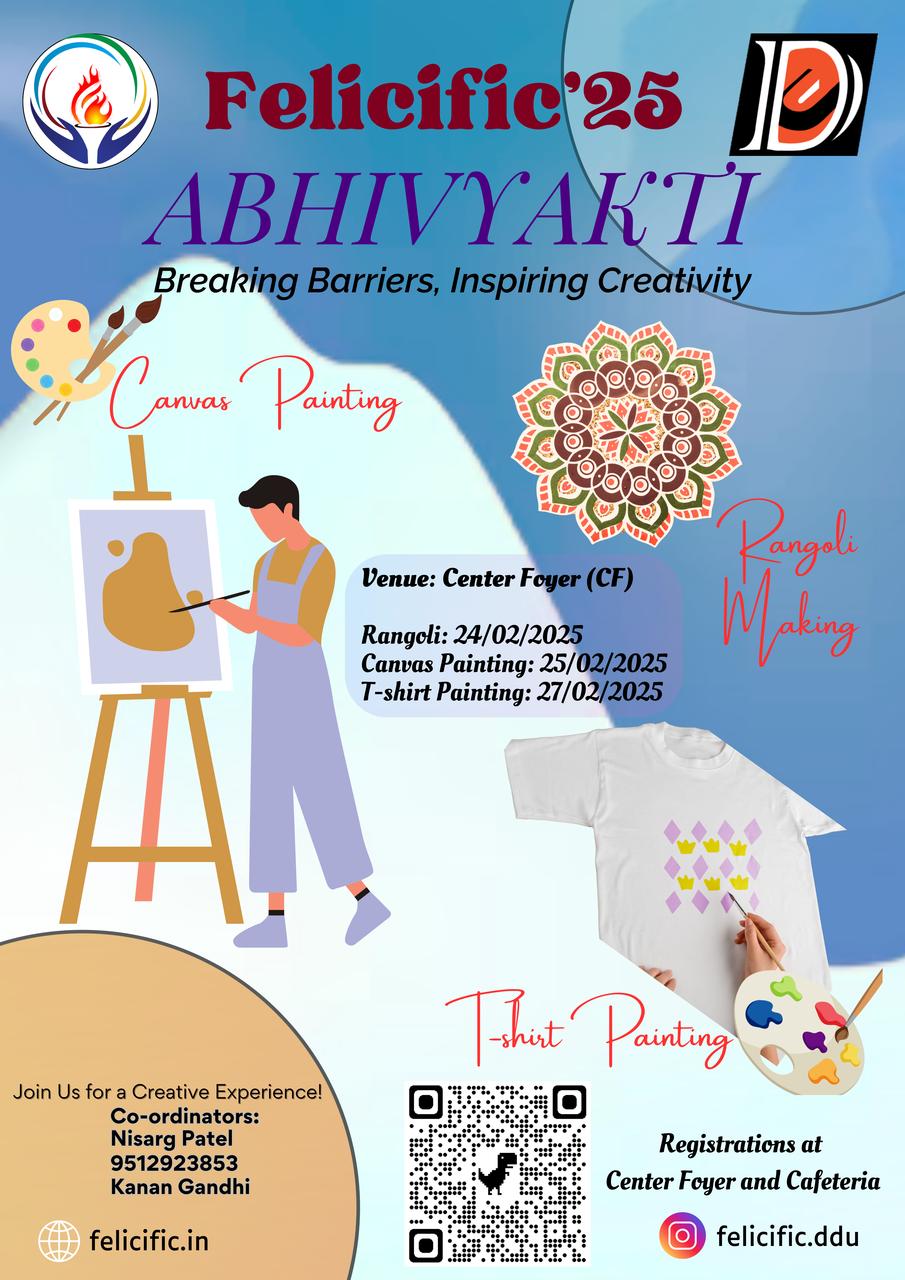 Felicific'25
ABHIVYAKTI
Breaking Barriers, Inspiring Creativity
Canvas Painting
Rangoli
Making
Venue: Center Foyer (CF)
Rangoli: 24/02/2025
Canvas Painting: 25/02/2025
T-shirt Painting: 27/02/2025
T-shirt Painting
Join Us for a Creative Experience!
Co-ordinators:
Nisarg Patel
9512923853
Kanan Gandhi
felicific.in
Registrations at
Center Foyer and Cafeteria
felicific.ddu